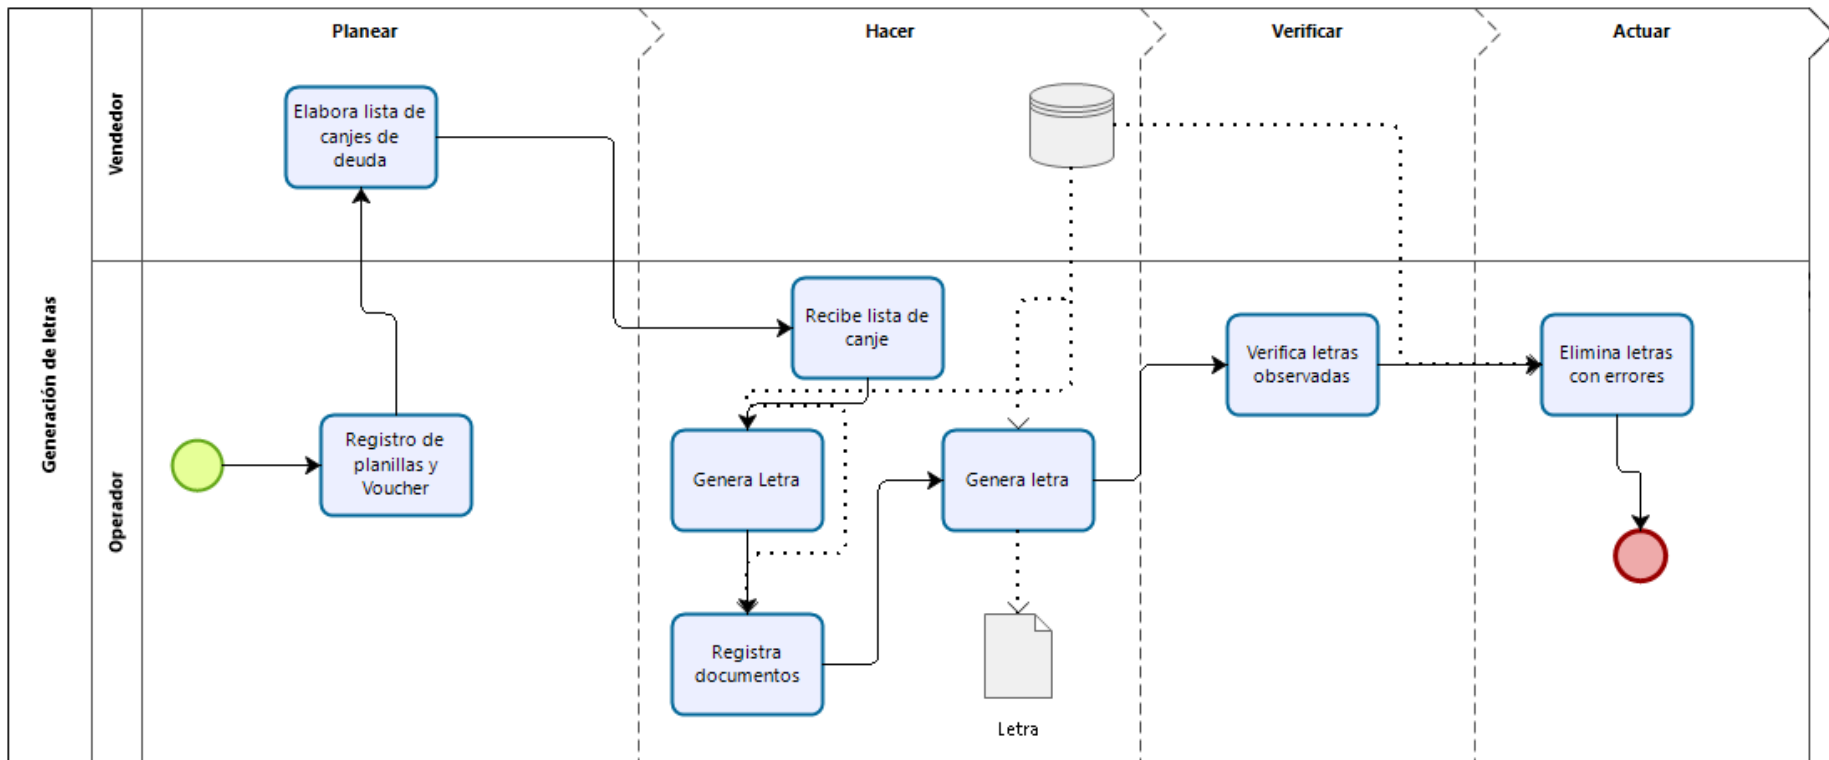 Planear
Hacer
Verificar
Actuar
Generación de letras
Vendedor
Operador
Elabora lista de
canjes de
deuda
Registro de
planillas y
Voucher
Recibe lista de
canje
Genera Letra
Registra
documentos
Genera letra
Letra
Verifica letras
observadas
Elimina letras
con errores